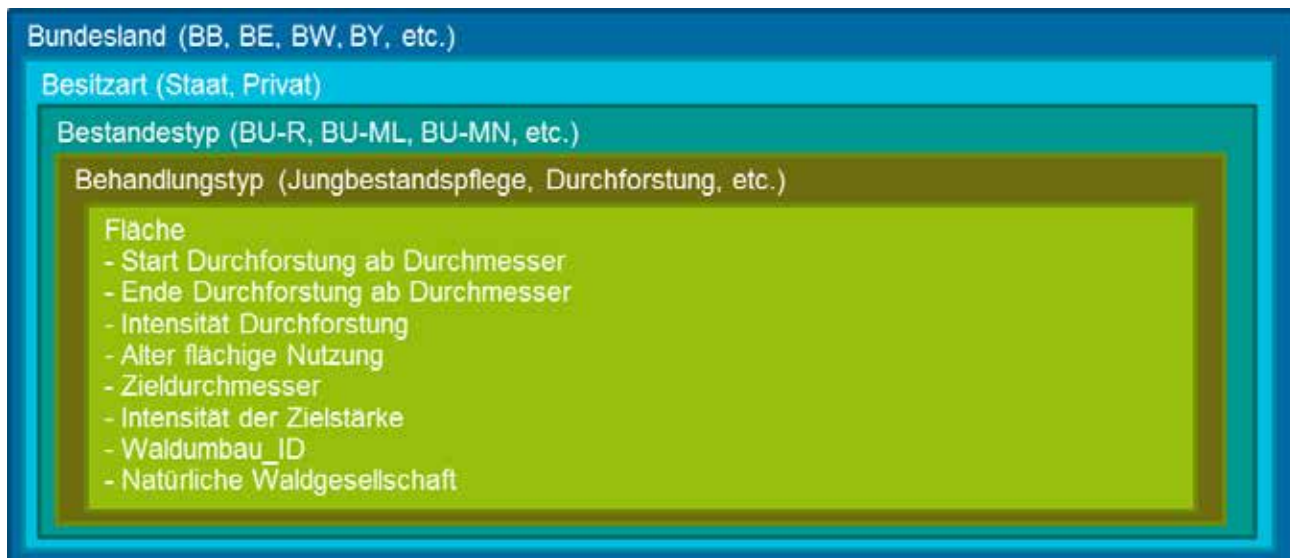 Bundesland (BB, BE, BW, BY, etc.)
Besitzart (Staat, Privat)
Bestandestyp (BU-R, BU-ML, BU-MN, etc.)
Behandlungstyp (Jungbestandspflege, Durchforstung, etc.)
Fläche
- Start Durchforstung ab Durchmesser
- Ende Durchforstung ab Durchmesser
- Intensität Durchforstung
- Alter flächige Nutzung
- Zieldurchmesser
- Intensität der Zielstärke
- Waldumbau_ID
- Natürliche Waldgesellschaft